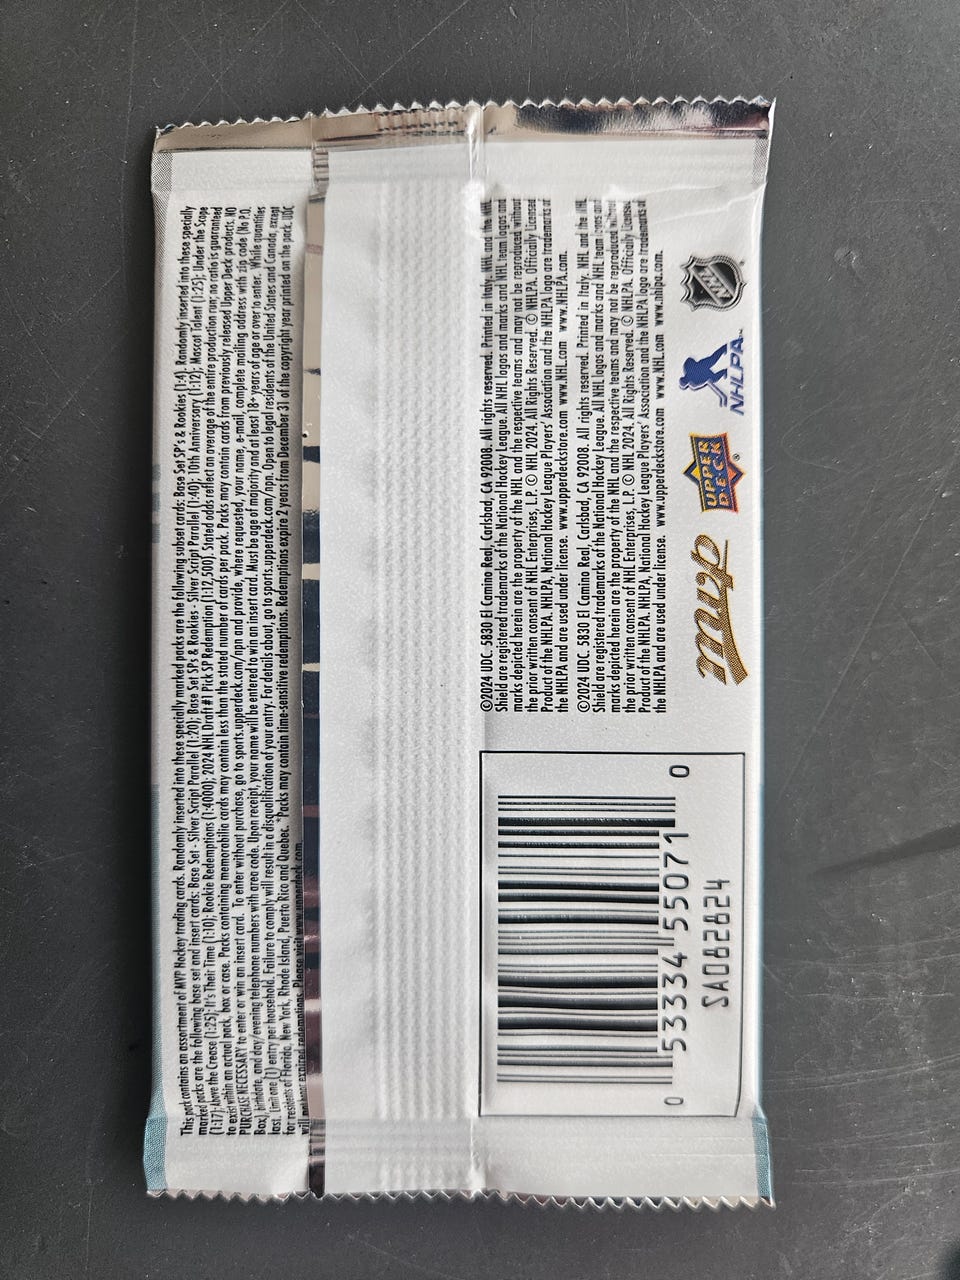 This pack contains an assortment of MVP Hockey trading cards. Randomly inserted into these specially marked packs are the following subset cards: Base Set SP's & Rookies (1:4). Randomly inserted into these specially
marked packs are the following base set and insert cards: Base Set - Silver Script Parallel (1:20); Base Set SPs & Rookies - Silver Script Parallel (1:40); 10th Anniversary (1:12); Mascot Talent (1:25); Under the Scope
(1:17); Above the Crease (1:25); It's Their Time (1:10); Rookie Redemptions (1:4000); 2024 NHL Draft #1 Pick SP Redemption (1:12,500). Stated odds reflect an average of the entire production run; no ratio is guaranteed
to exist within an actual pack, box or case. Packs containing memorabilia cards may contain less than the stated number of cards per pack. Packs may contain cards from previously released Upper Deck products. NO
PURCHASE NECESSARY to enter or win an insert card. To enter without purchase, go to sports.upperdeck.com/npn and provide, where requested, your name, e-mail, complete mailing address with zip code (No P.O.
Box), birthdate, and day/evening telephone numbers with area code. Upon receipt, your name will be entered to win an insert card. Must be age of majority and at least 18+ years of age or over to enter. While quantities
last. Limit one (1) entry per household. Failure to comply will result in a disqualification of your entry. For details about, go to sports.upperdeck.com/npn. Open to legal residents of the United States and Canada, except
for residents of Florida, New York, Rhode Island, Puerto Rico and Quebec. *Packs may contain time-sensitive redemptions. Redemptions expire 2 years from December 31 of the copyright year printed on the pack. UDC
will not honor expired redemptions. Please visit www.upperdeck.com
©2024 UDC. 5830 El Camino Real, Carlsbad, CA 92008. All rights reserved. Printed in Italy. NHL and the NHL
Shield are registered trademarks of the National Hockey League. All NHL logos and marks and NHL team logos and
marks depicted herein are the property of the NHL and the respective teams and may not be reproduced without
the prior written consent of NHL Enterprises, L.P. © NHL 2024. All Rights Reserved. © NHLPA. Officially Licensed
Product of the NHLPA. NHLPA, National Hockey League Players' Association and the NHLPA logo are trademarks of
the NHLPA and are used under license. www.upperdeckstore.com www.NHL.com www.NHLPA.com.
©2024 UDC. 5830 El Camino Real, Carlsbad, CA 92008. All rights reserved. Printed in Italy. NHL and the NHL
Shield are registered trademarks of the National Hockey League. All NHL logos and marks and NHL team logos and
marks depicted herein are the property of the NHL and the respective teams and may not be reproduced without
the prior written consent of NHL Enterprises, L.P. © NHL 2024. All Rights Reserved. © NHLPA. Officially Licensed
Product of the NHLPA. NHLPA, National Hockey League Players' Association and the NHLPA logo are trademarks of
the NHLPA and are used under license. www.upperdeckstore.com www.NHL.com www.nhlpa.com.
mvp UPPER DECK® NHLPA™ NHL®
0 53334 55071 0
SA082824